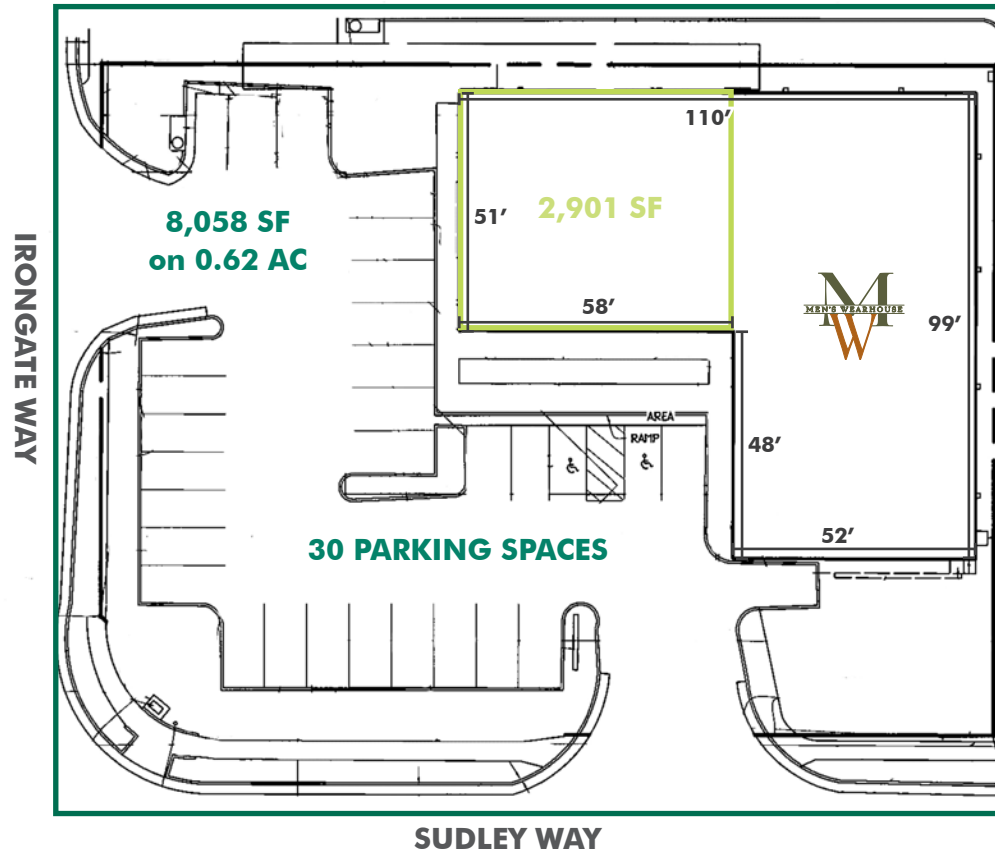 110’
51’
2,901 SF
8,058 SF
on 0.62 AC
58’
MEN'S WEARHOUSE
M
W
99’
IRONGATE WAY
AREA
RAMP
48’
52’
30 PARKING SPACES
SUDLEY WAY